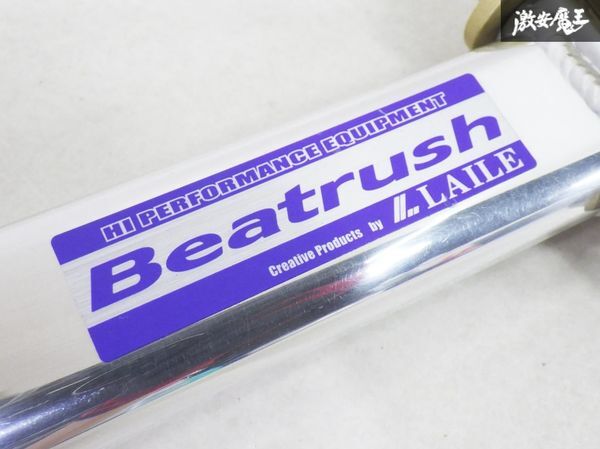 激安魔王
HI PERFORMANCE EQUIPMENT
Beatrush
Creative Products by LAILE